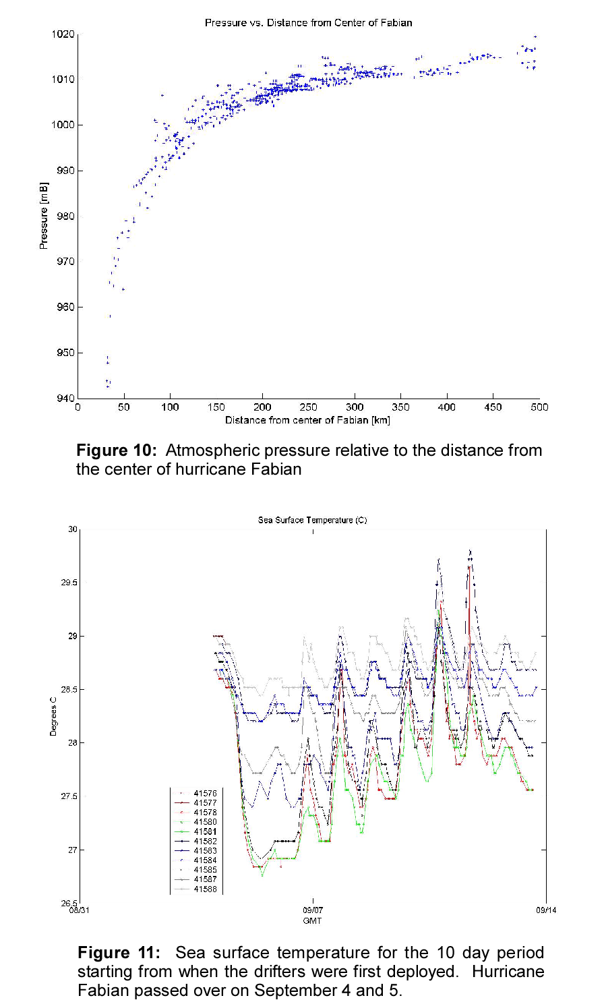 Pressure vs. Distance from Center of Fabian
1020
1010
1000
990
980
970
960
950
940
Pressure [mB]
0 50 100 150 200 250 300 350 400 450 500
Distance from center of Fabian [km]
Figure 10: Atmospheric pressure relative to the distance from
the center of hurricane Fabian
Sea Surface Temperature (C)
30
29.5
29
28.5
28
27.5
27
26.5
Degrees C
41576
41577
41578
41580
41581
41582
41583
41584
41585
41587
41588
08/31 09/07 09/14
GMT
Figure 11: Sea surface temperature for the 10 day period
starting from when the drifters were first deployed. Hurricane
Fabian passed over on September 4 and 5.